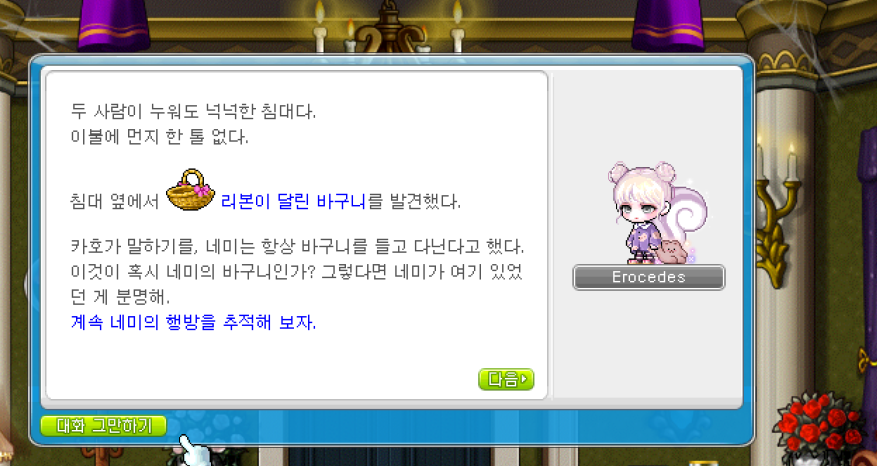 두 사람이 누워도 넉넉한 침대다.
이불에 먼지 한 톨 없다.
침대 옆에서 리본이 달린 바구니를 발견했다.
카호가 말하기를, 네미는 항상 바구니를 들고 다닌다고 했다.
이것이 혹시 네미의 바구니인가? 그렇다면 네미가 여기 있었
던 게 분명해.
계속 네미의 행방을 추적해 보자.
Erocedes
다음
대화 그만하기